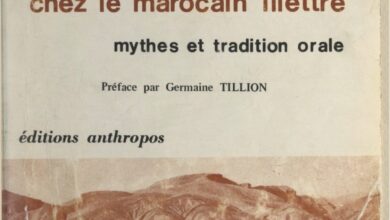 chez le marocain illettré
mythes et tradition orale
Préface par Germaine TILLION
éditions anthropos